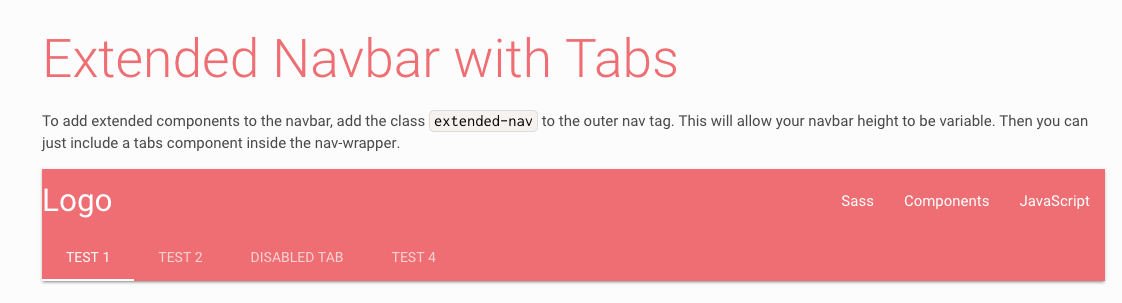 Extended Navbar with Tabs
To add extended components to the navbar, add the class extended-nav to the outer nav tag. This will allow your navbar height to be variable. Then you can
just include a tabs component inside the nav-wrapper.
Logo Sass Components JavaScript
TEST 1 TEST 2 DISABLED TAB TEST 4